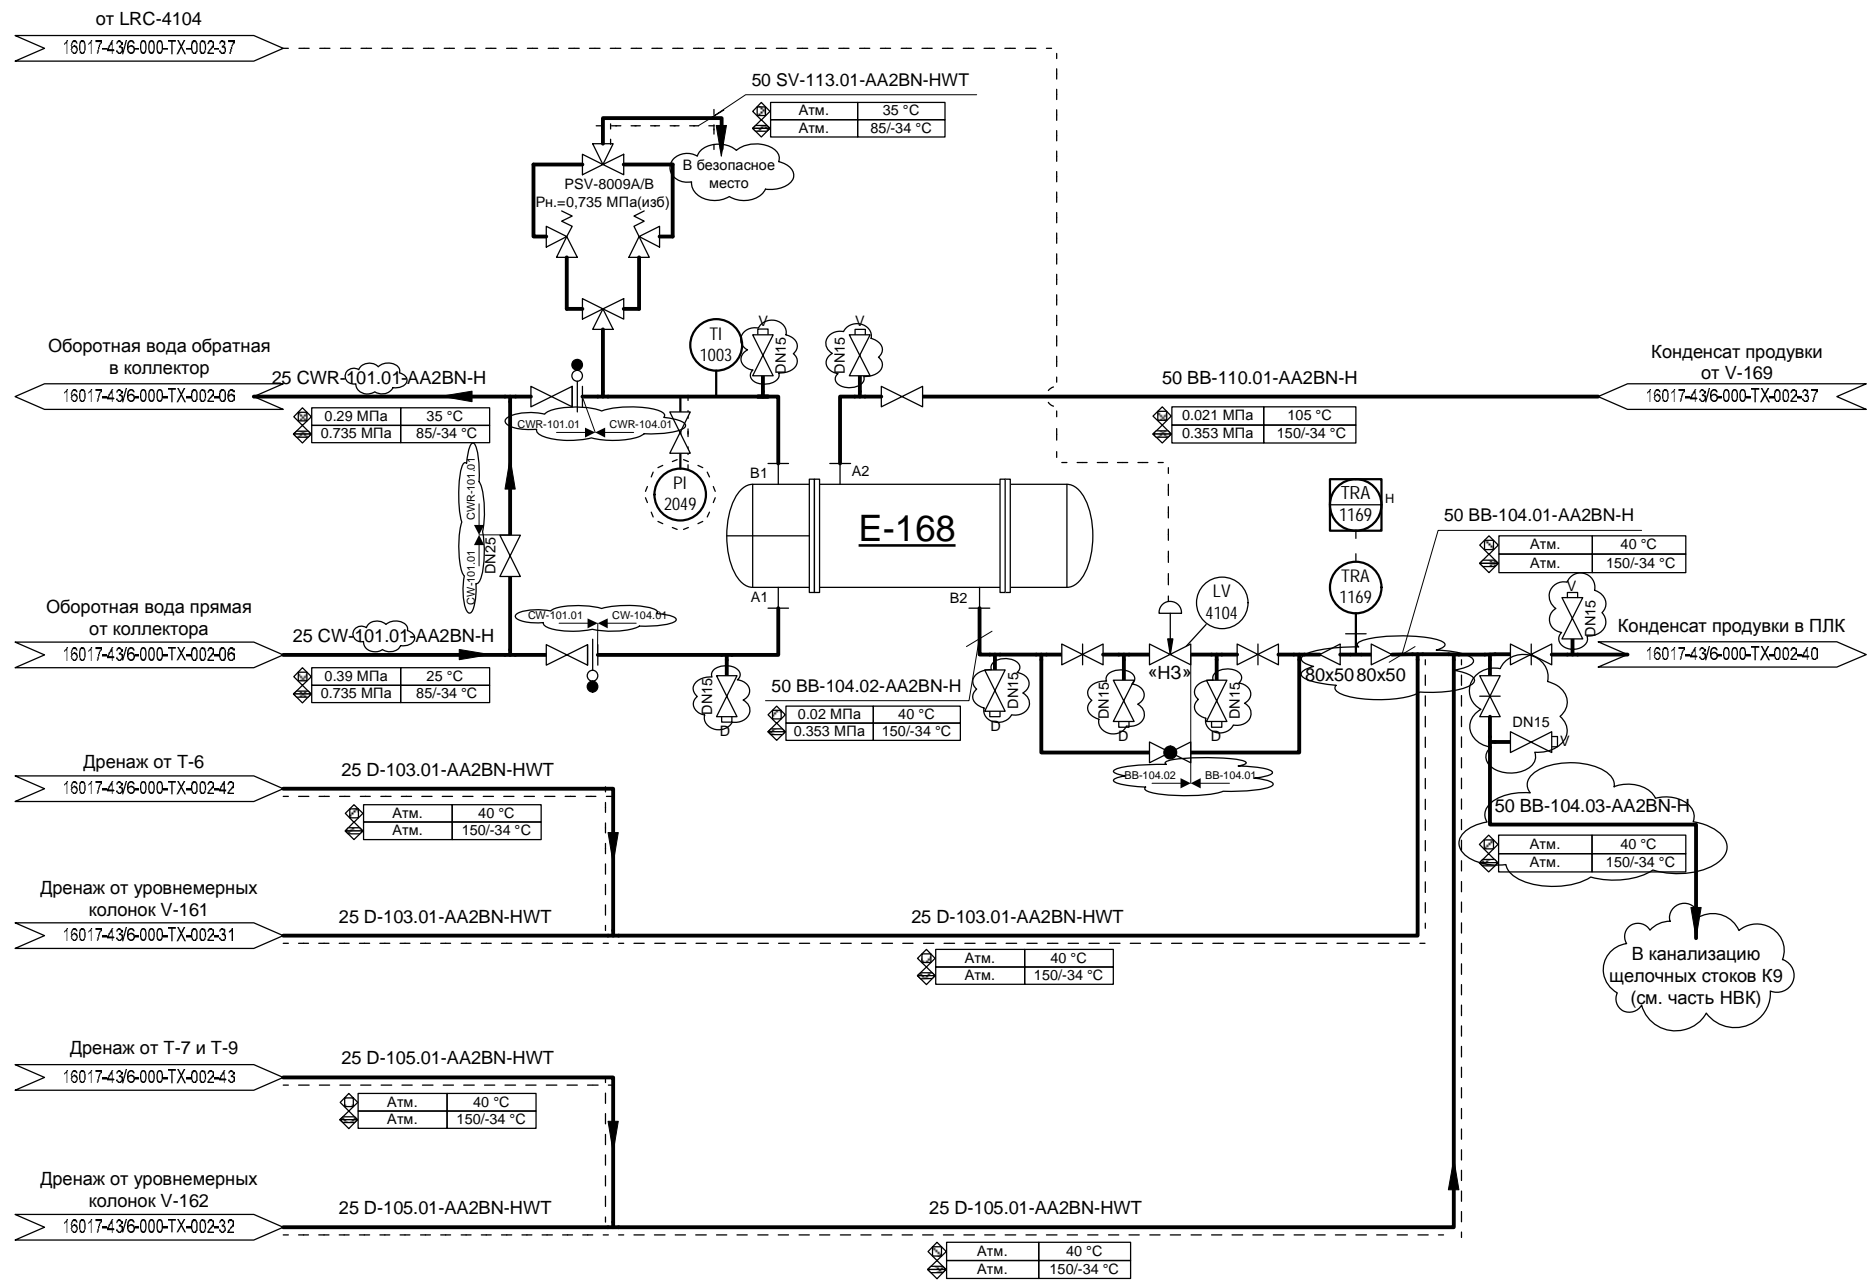 от LRC-4104
16017-43/6-000-ТХ-002-37
50 SV-113.01-AA2BN-HWT
Атм. 35 °C
Атм. 85/-34 °C
В безопасное
место
PSV-8009A/B
Рн.=0,735 МПа(изб)
Оборотная вода обратная
в коллектор
16017-43/6-000-ТХ-002-06
25 CWR-101.01-AA2BN-H
0.29 МПа 35 °C
0.735 МПа 85/-34 °C
CWR-101.01 CWR-104.01
TI
1003
V
DN15
V
DN15
50 BB-110.01-AA2BN-H
0.021 МПа 105 °C
0.353 МПа 150/-34 °C
Конденсат продувки
от V-169
16017-43/6-000-ТХ-002-37
PI
2049
B1
A2
E-168
A1
B2
CWR-101.01
CW-101.01
DN25
TRA
1169
H
TRA
1169
50 BB-104.01-AA2BN-H
Атм. 40 °C
Атм. 150/-34 °C
Оборотная вода прямая
от коллектора
16017-43/6-000-ТХ-002-06
25 CW-101.01-AA2BN-H
0.39 МПа 25 °C
0.735 МПа 85/-34 °C
CW-101.01 CW-104.01
DN15
D
50 BB-104.02-AA2BN-H
0.02 МПа 40 °C
0.353 МПа 150/-34 °C
DN15
D
DN15
D
LV
4104
«НЗ»
DN15
D
BB-104.02 BB-104.01
80x50 80x50
V
DN15
Конденсат продувки в ПЛК
16017-43/6-000-ТХ-002-40
DN15
V
50 BB-104.03-AA2BN-H
Атм. 40 °C
Атм. 150/-34 °C
В канализацию
щелочных стоков К9
(см. часть НВК)
Дренаж от Т-6
16017-43/6-000-ТХ-002-42
25 D-103.01-AA2BN-HWT
Атм. 40 °C
Атм. 150/-34 °C
Дренаж от уровнемерных
колонок V-161
16017-43/6-000-ТХ-002-31
25 D-103.01-AA2BN-HWT
25 D-103.01-AA2BN-HWT
Атм. 40 °C
Атм. 150/-34 °C
Дренаж от Т-7 и Т-9
16017-43/6-000-ТХ-002-43
25 D-105.01-AA2BN-HWT
Атм. 40 °C
Атм. 150/-34 °C
Дренаж от уровнемерных
колонок V-162
16017-43/6-000-ТХ-002-32
25 D-105.01-AA2BN-HWT
25 D-105.01-AA2BN-HWT
Атм. 40 °C
Атм. 150/-34 °C